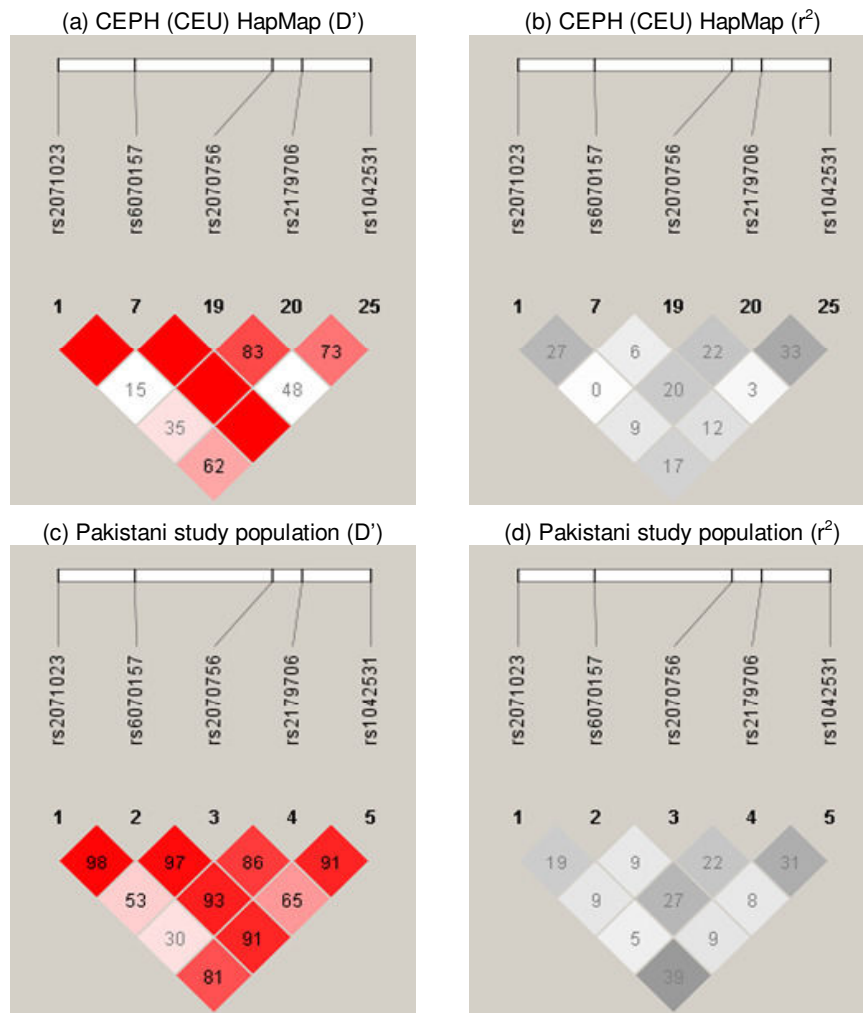 (a) CEPH (CEU) HapMap (D’)
rs2071023
rs6070157
rs2070756
rs2179706
rs1042531
1 7 19 20 25
83 73
15 48
35
62
(b) CEPH (CEU) HapMap (r²)
rs2071023
rs6070157
rs2070756
rs2179706
rs1042531
1 7 19 20 25
27 6 22 33
0 20 3
9 12
17
(c) Pakistani study population (D’)
rs2071023
rs6070157
rs2070756
rs2179706
rs1042531
1 2 3 4 5
98 97 86 91
53 93 65
30 91
81
(d) Pakistani study population (r²)
rs2071023
rs6070157
rs2070756
rs2179706
rs1042531
1 2 3 4 5
19 9 22 31
9 27 8
5 9
39